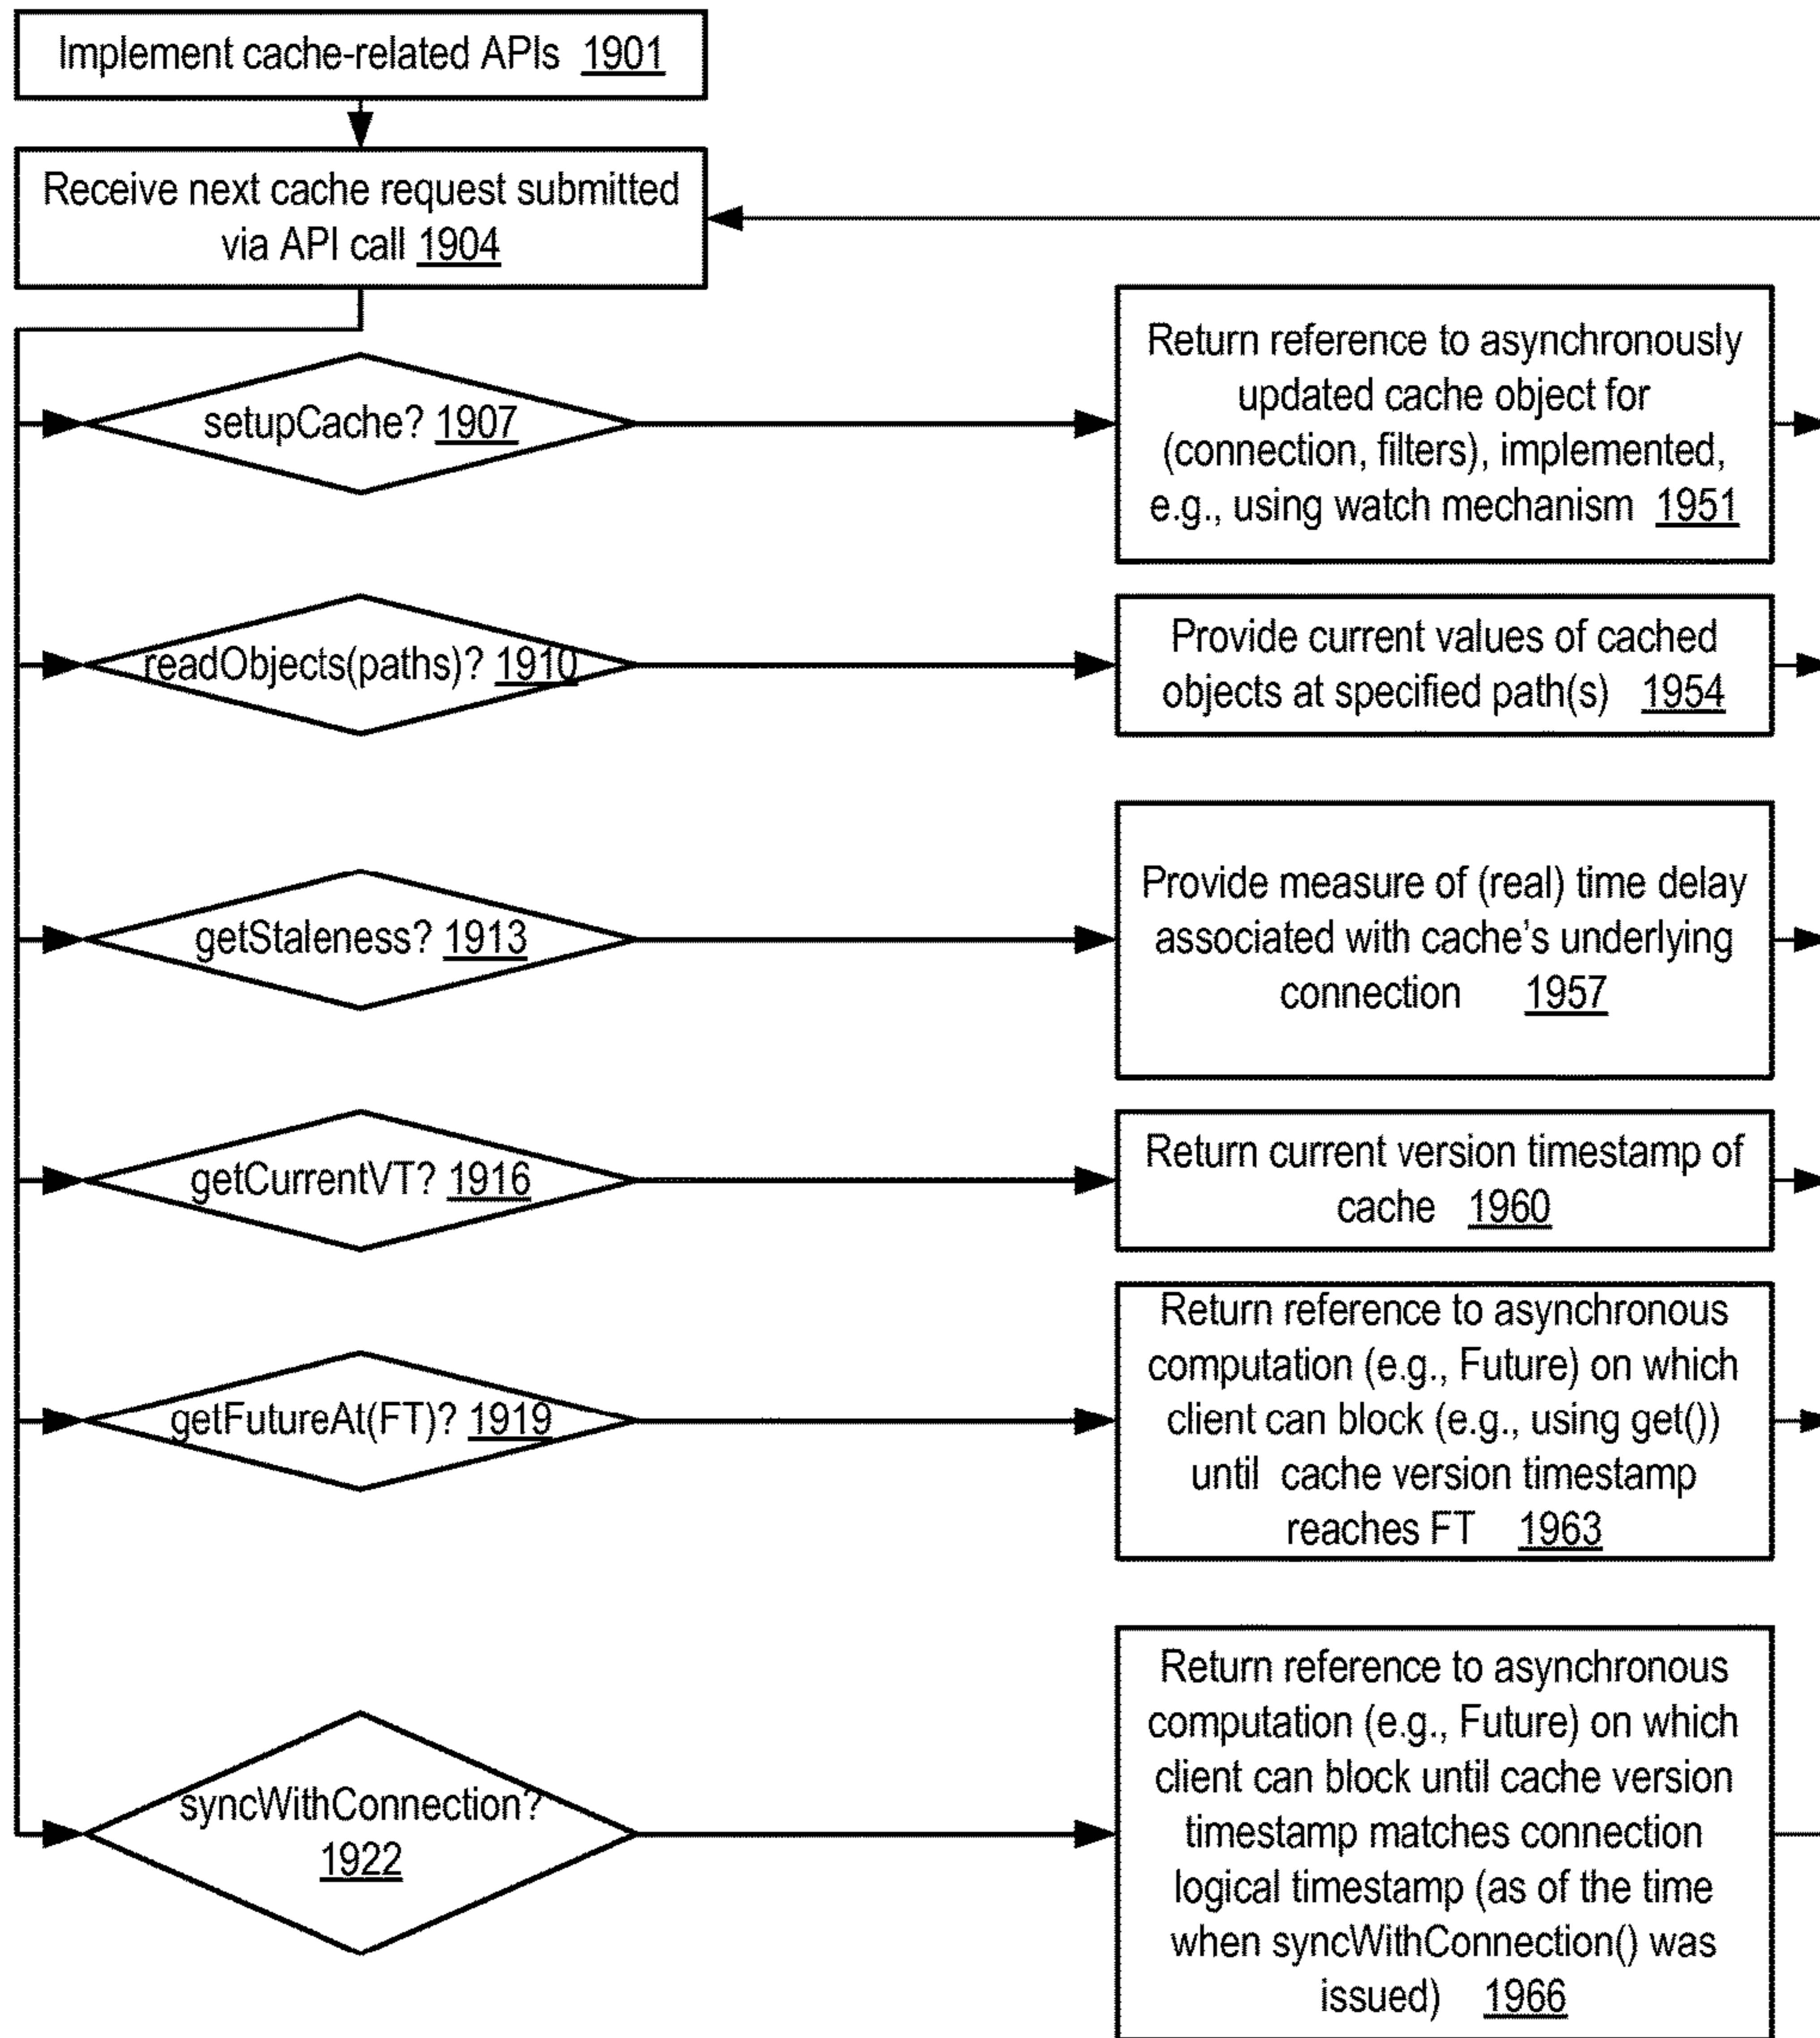 Implement cache-related APIs 1901
Receive next cache request submitted
via API call 1904
setupCache? 1907
Return reference to asynchronously
updated cache object for
(connection, filters), implemented,
e.g., using watch mechanism 1951
readObjects(paths)? 1910
Provide current values of cached
objects at specified path(s) 1954
getStaleness? 1913
Provide measure of (real) time delay
associated with cache's underlying
connection 1957
getCurrentVT? 1916
Return current version timestamp of
cache 1960
getFutureAt(FT)? 1919
Return reference to asynchronous
computation (e.g., Future) on which
client can block (e.g., using get())
until cache version timestamp
reaches FT 1963
syncWithConnection?
1922
Return reference to asynchronous
computation (e.g., Future) on which
client can block until cache version
timestamp matches connection
logical timestamp (as of the time
when syncWithConnection() was
issued) 1966